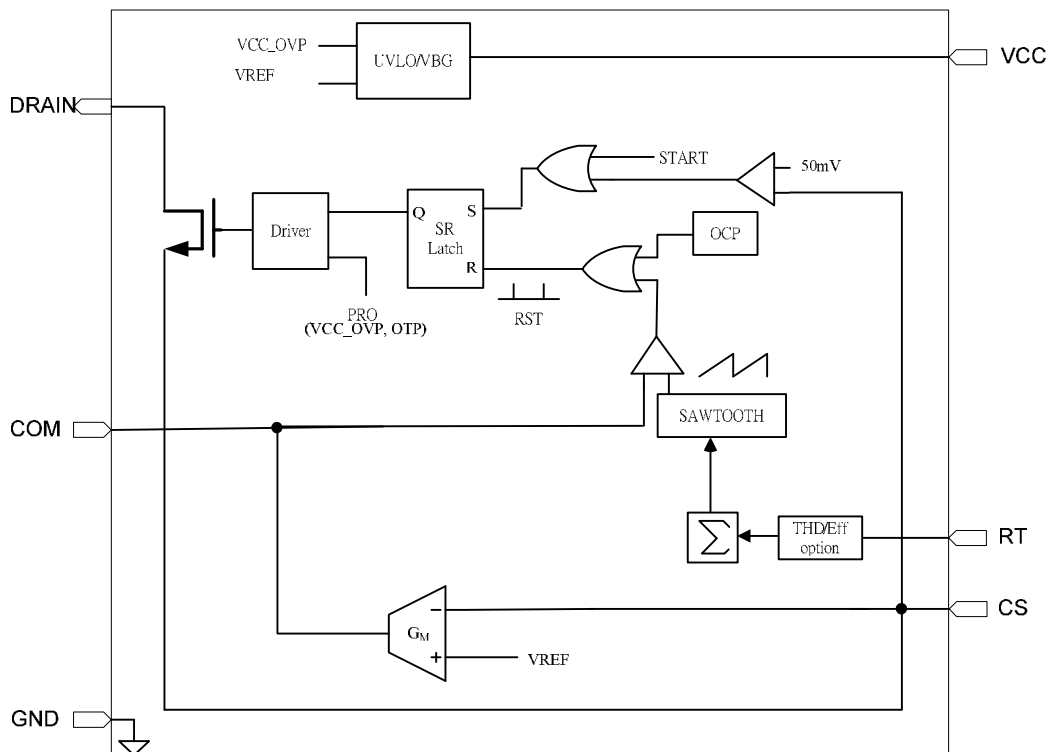 VCC_OVP
VREF
UVLO/VBG
VCC
DRAIN
START
50mV
Driver
Q
S
SR
Latch
R
OCP
PRO
(VCC_OVP, OTP)
RST
COM
SAWTOOTH
Σ
THD/Eff
option
RT
CS
GM
−
+
VREF
GND